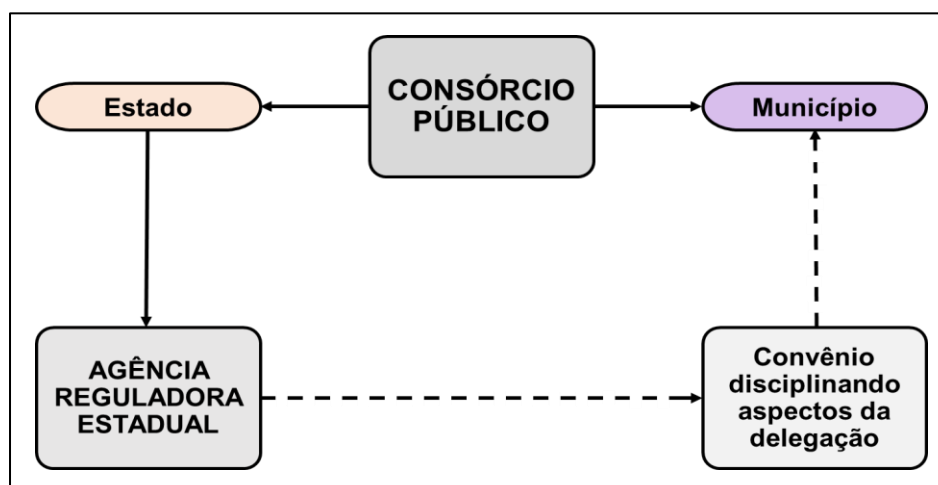 CONSÓRCIO
PÚBLICO
Estado
Município
AGÊNCIA
REGULADORA
ESTADUAL
Convênio
disciplinando
aspectos da
delegação